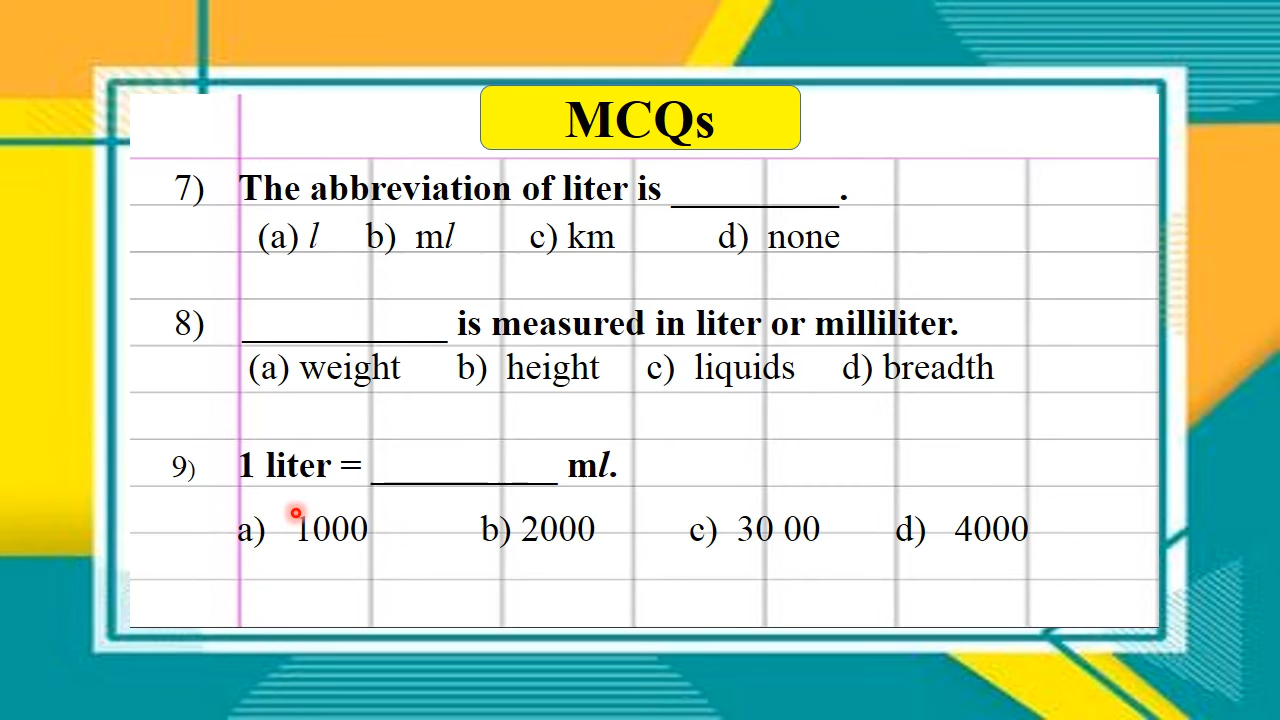 MCQs
7) The abbreviation of liter is _________.
(a) l b) ml c) km d) none
8) ___________ is measured in liter or milliliter.
(a) weight b) height c) liquids d) breadth
9) 1 liter = __________ ml.
a) 1000 b) 2000 c) 30 00 d) 4000